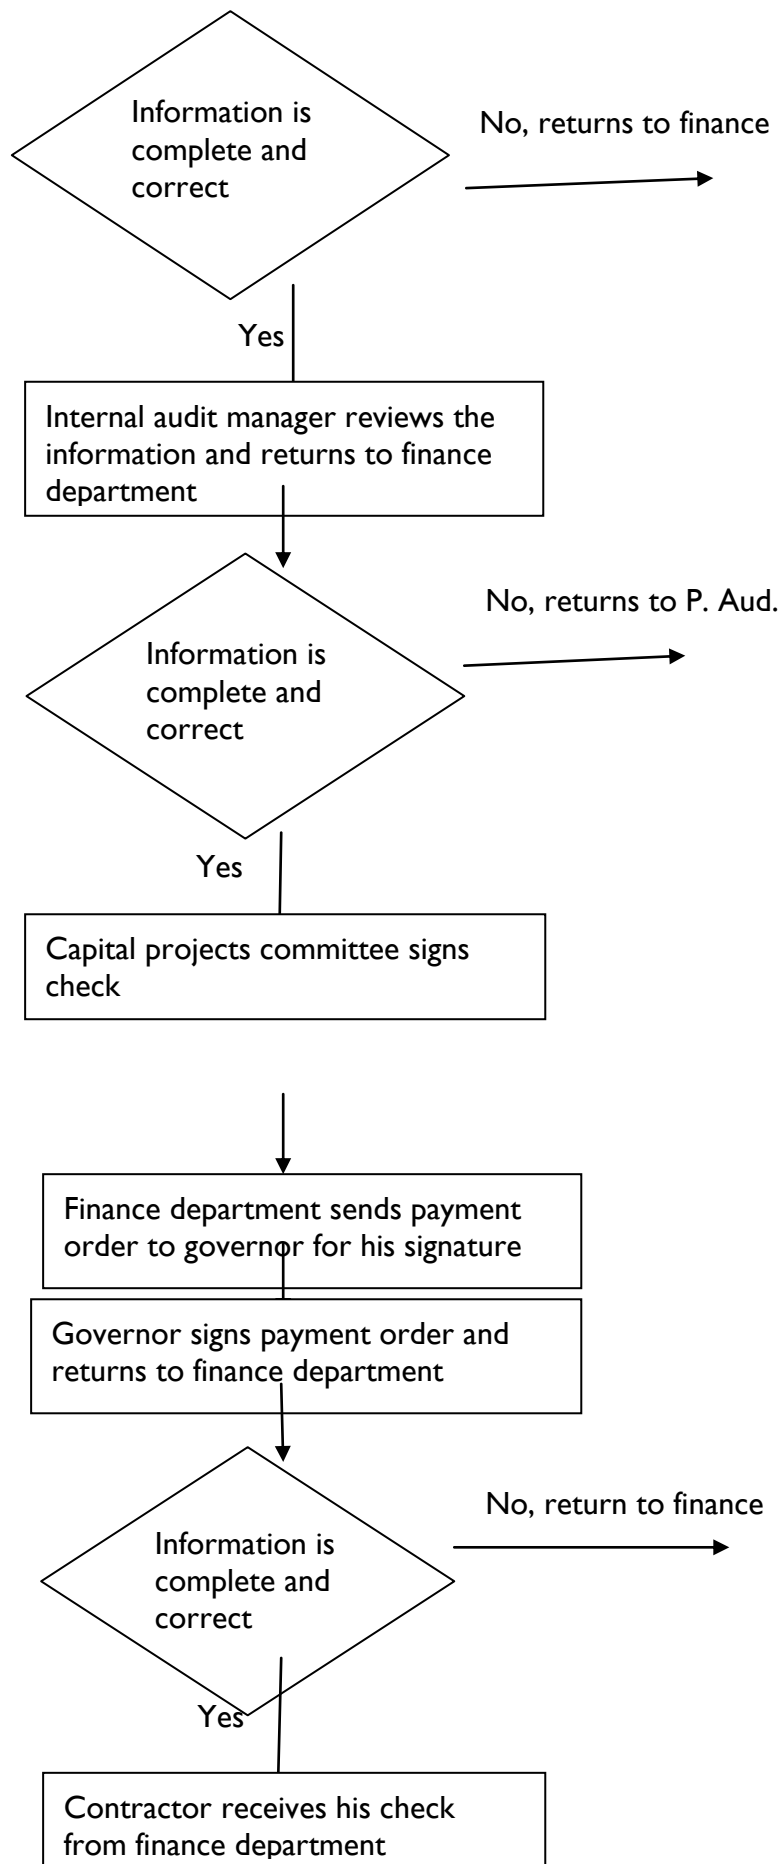 Information is
complete and
correct
No, returns to finance
Yes
Internal audit manager reviews the
information and returns to finance
department
No, returns to P. Aud.
Information is
complete and
correct
Yes
Capital projects committee signs
check
Finance department sends payment
order to governor for his signature
Governor signs payment order and
returns to finance department
No, return to finance
Information is
complete and
correct
Yes
Contractor receives his check
from finance department